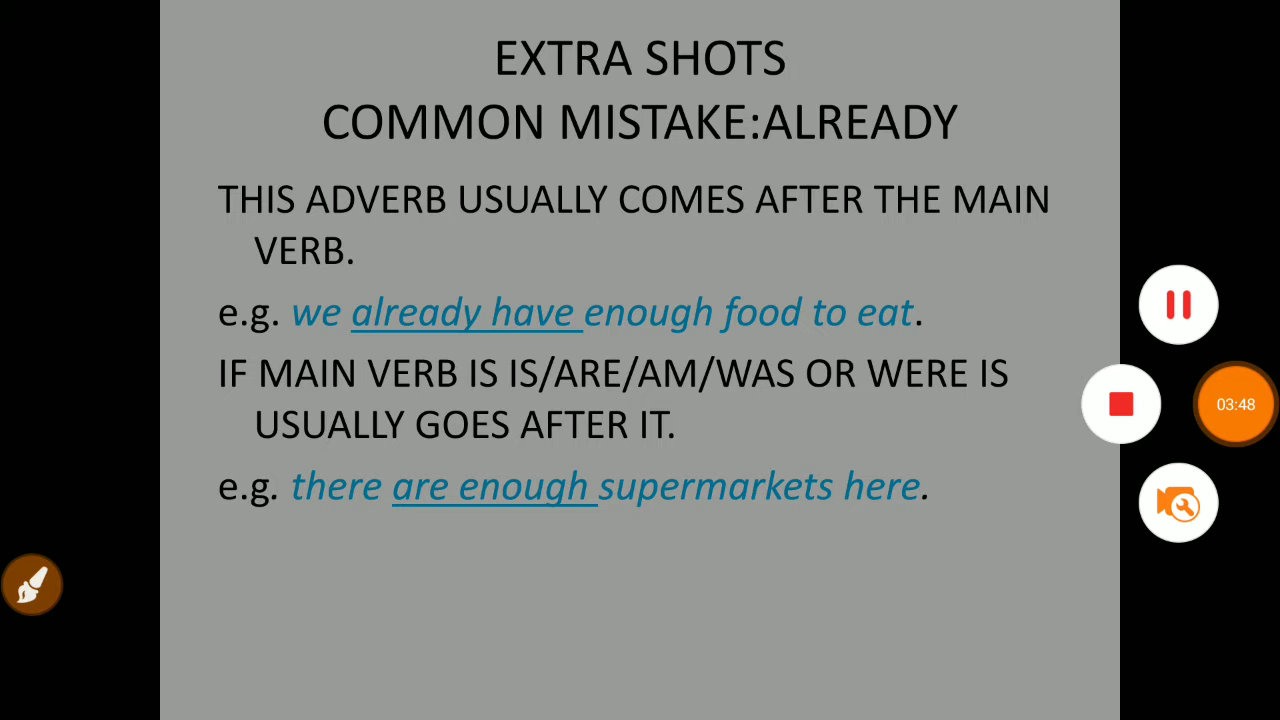 EXTRA SHOTS
COMMON MISTAKE:ALREADY
THIS ADVERB USUALLY COMES AFTER THE MAIN
VERB.
e.g. we already have enough food to eat.
IF MAIN VERB IS IS/ARE/AM/WAS OR WERE IS
USUALLY GOES AFTER IT.
e.g. there are enough supermarkets here.
03:48